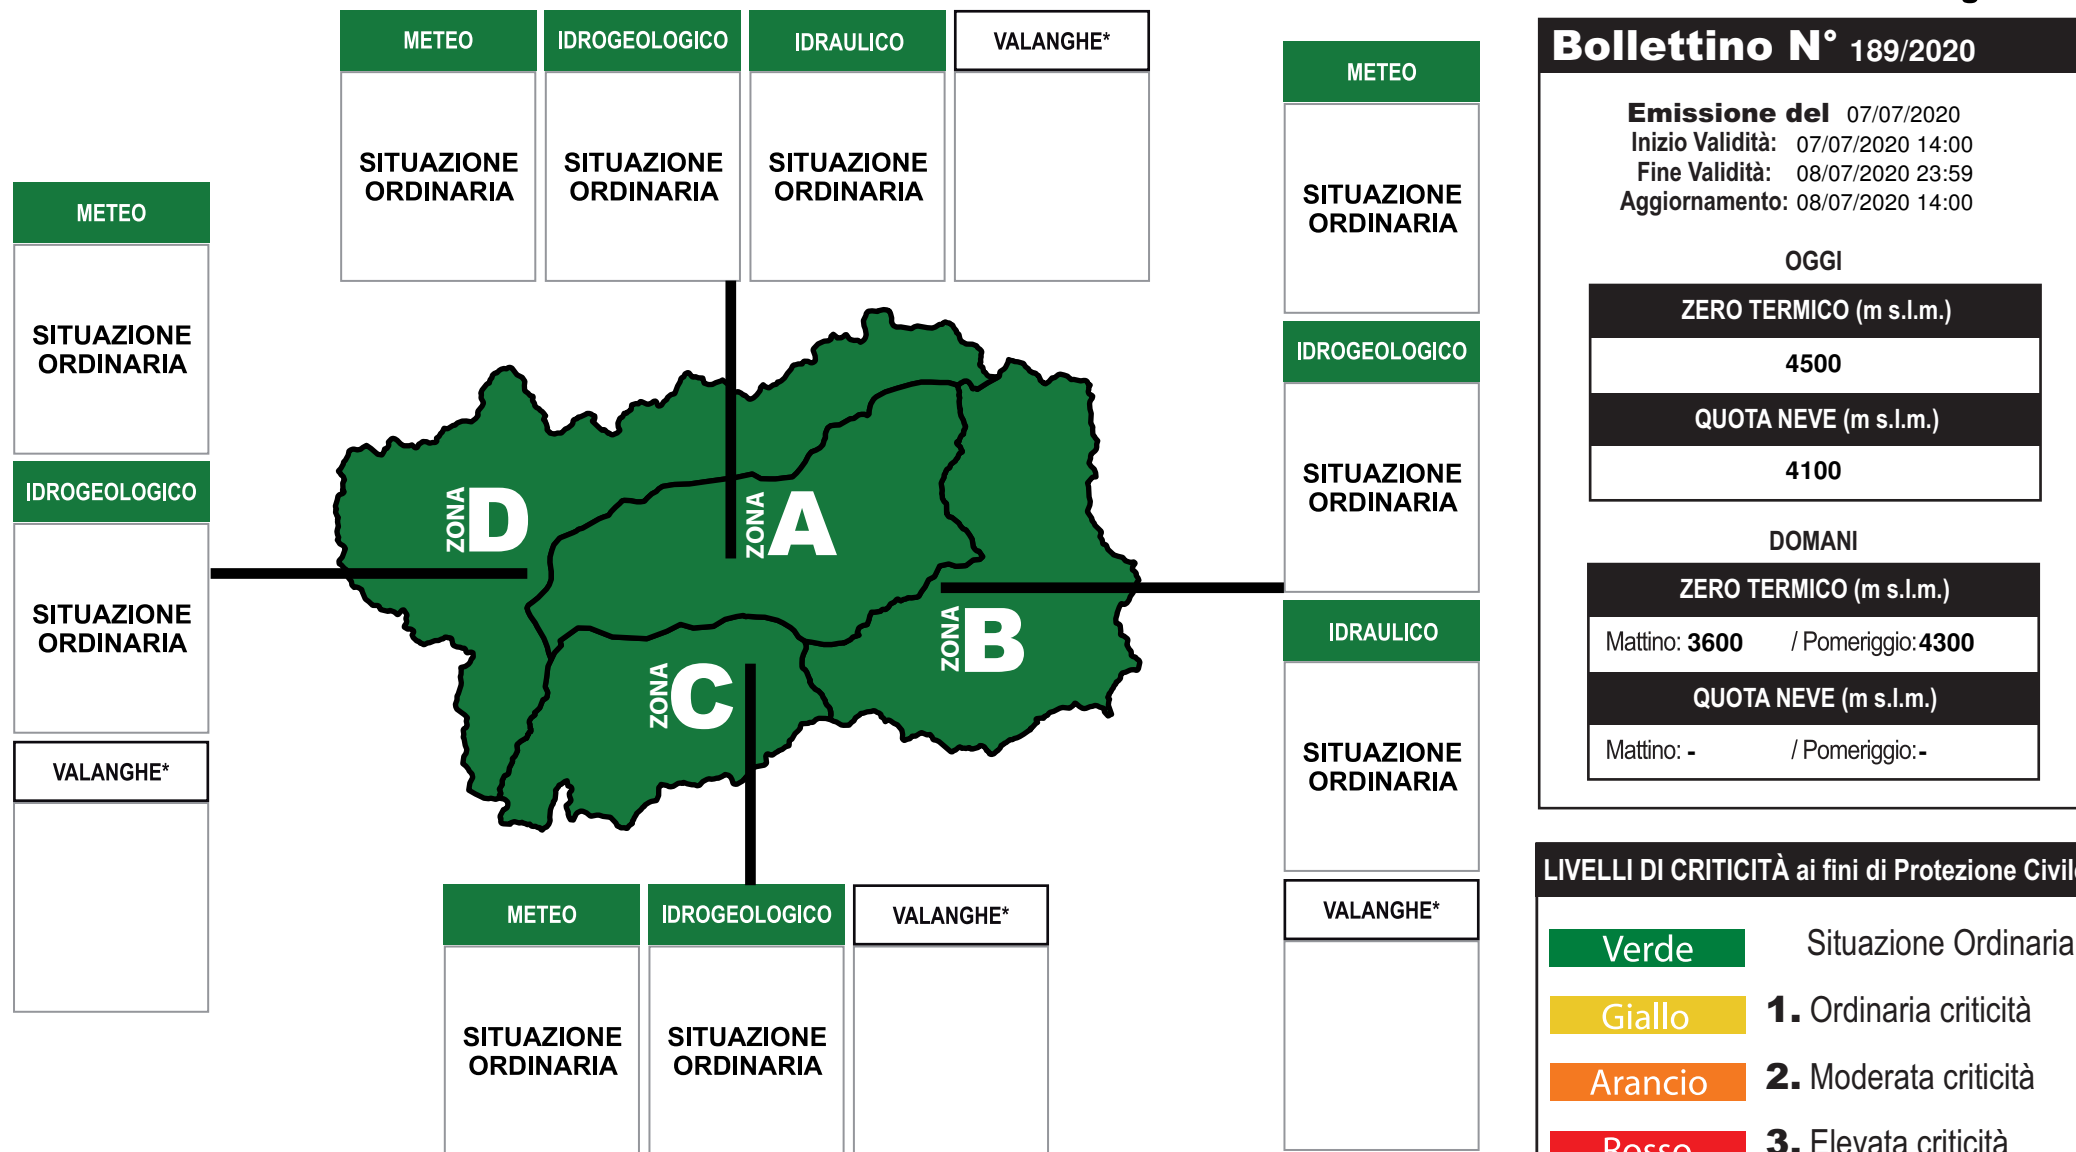 METEO IDROGEOLOGICO IDRAULICO VALANGHE*
SITUAZIONE ORDINARIA
SITUAZIONE ORDINARIA
SITUAZIONE ORDINARIA
METEO
SITUAZIONE
ORDINARIA
IDROGEOLOGICO
SITUAZIONE
ORDINARIA
VALANGHE*
ZONA D
ZONA A
ZONA B
ZONA C
METEO
SITUAZIONE
ORDINARIA
IDROGEOLOGICO
SITUAZIONE
ORDINARIA
IDRAULICO
SITUAZIONE
ORDINARIA
VALANGHE*
METEO IDROGEOLOGICO VALANGHE*
SITUAZIONE ORDINARIA
SITUAZIONE ORDINARIA
Bollettino N° 189/2020
Emissione del 07/07/2020
Inizio Validità: 07/07/2020 14:00
Fine Validità: 08/07/2020 23:59
Aggiornamento: 08/07/2020 14:00
OGGI
ZERO TERMICO (m s.l.m.)
4500
QUOTA NEVE (m s.l.m.)
4100
DOMANI
ZERO TERMICO (m s.l.m.)
Mattino: 3600 / Pomeriggio: 4300
QUOTA NEVE (m s.l.m.)
Mattino: - / Pomeriggio: -
LIVELLI DI CRITICITÀ ai fini di Protezione Civile
Verde Situazione Ordinaria
Giallo 1. Ordinaria criticità
Arancio 2. Moderata criticità
Rosso 3. Elevata criticità